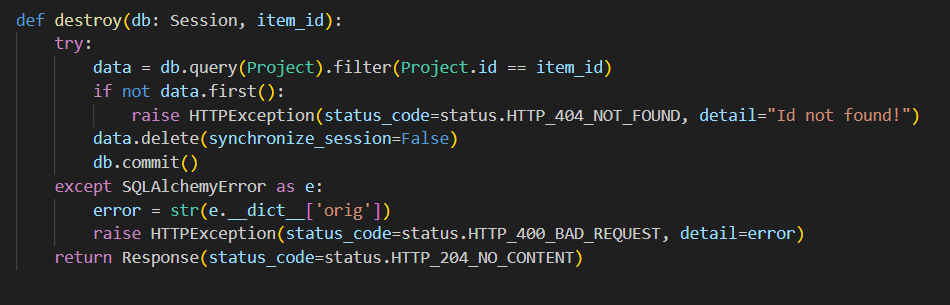 def destroy(db: Session, item_id):
    try:
        data = db.query(Project).filter(Project.id == item_id)
        if not data.first():
            raise HTTPException(status_code=status.HTTP_404_NOT_FOUND, detail="Id not found!")
        data.delete(synchronize_session=False)
        db.commit()
    except SQLAlchemyError as e:
        error = str(e.__dict__['orig'])
        raise HTTPException(status_code=status.HTTP_400_BAD_REQUEST, detail=error)
    return Response(status_code=status.HTTP_204_NO_CONTENT)